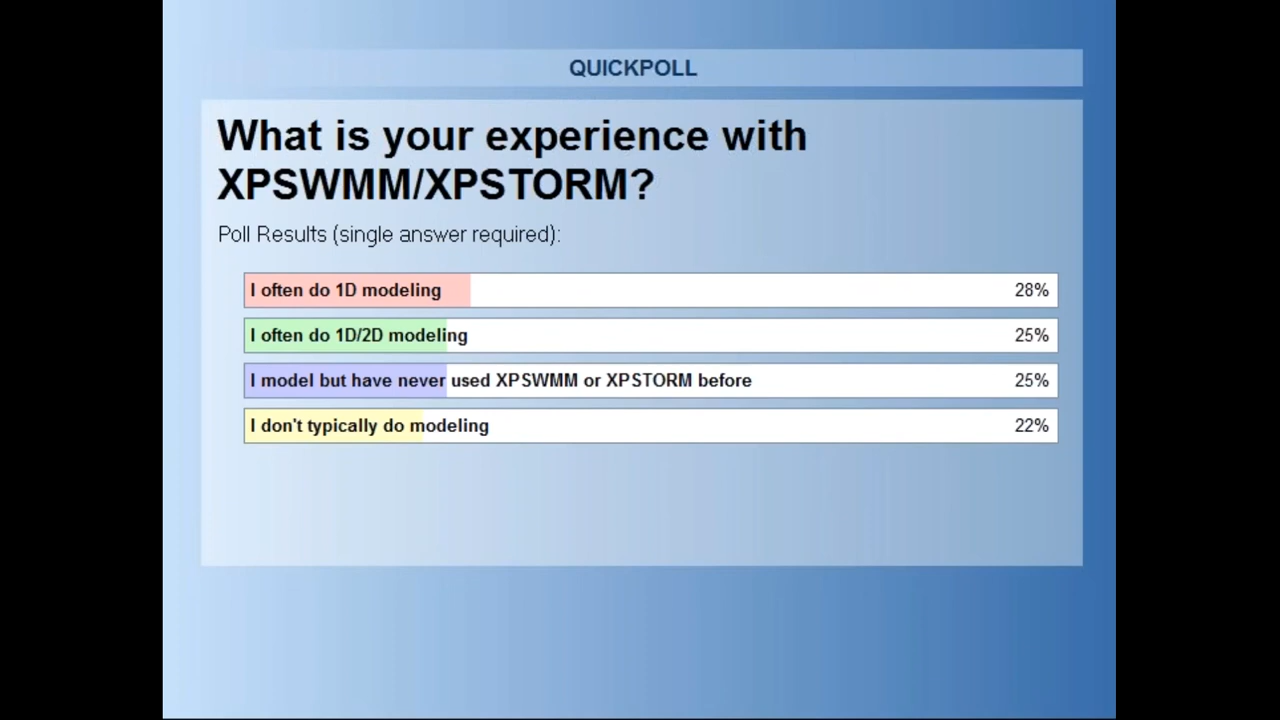 QUICKPOLL
What is your experience with
XPSWMM/XPSTORM?
Poll Results (single answer required):
I often do 1D modeling 28%
I often do 1D/2D modeling 25%
I model but have never used XPSWMM or XPSTORM before 25%
I don't typically do modeling 22%